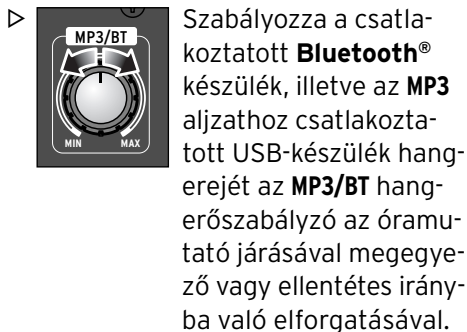 MP3/BT
MIN MAX
Szabályozza a csatla-
koztatott Bluetooth®
készülék, illetve az MP3
aljzathoz csatlakozta-
tott USB-készülék hang-
erejét az MP3/BT hang-
erőszabályzó az óramu-
tató járásával megegye-
ző vagy ellentétes irány-
ba való elforgatásával.